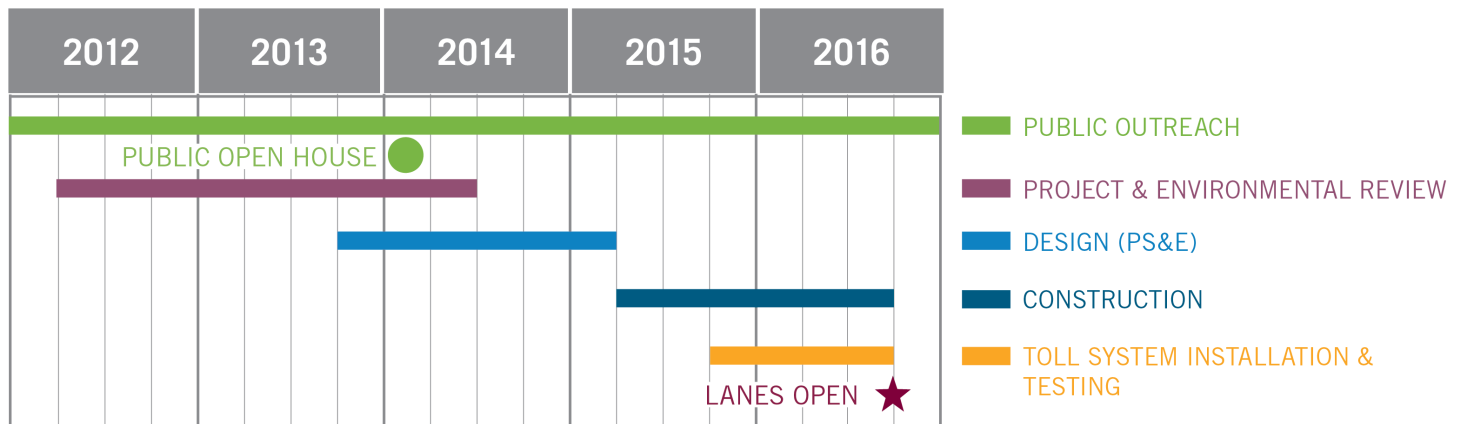 2012
2013
2014
2015
2016
PUBLIC OUTREACH
PUBLIC OPEN HOUSE
PROJECT & ENVIRONMENTAL REVIEW
DESIGN (PS&E)
CONSTRUCTION
TOLL SYSTEM INSTALLATION &
TESTING
LANES OPEN